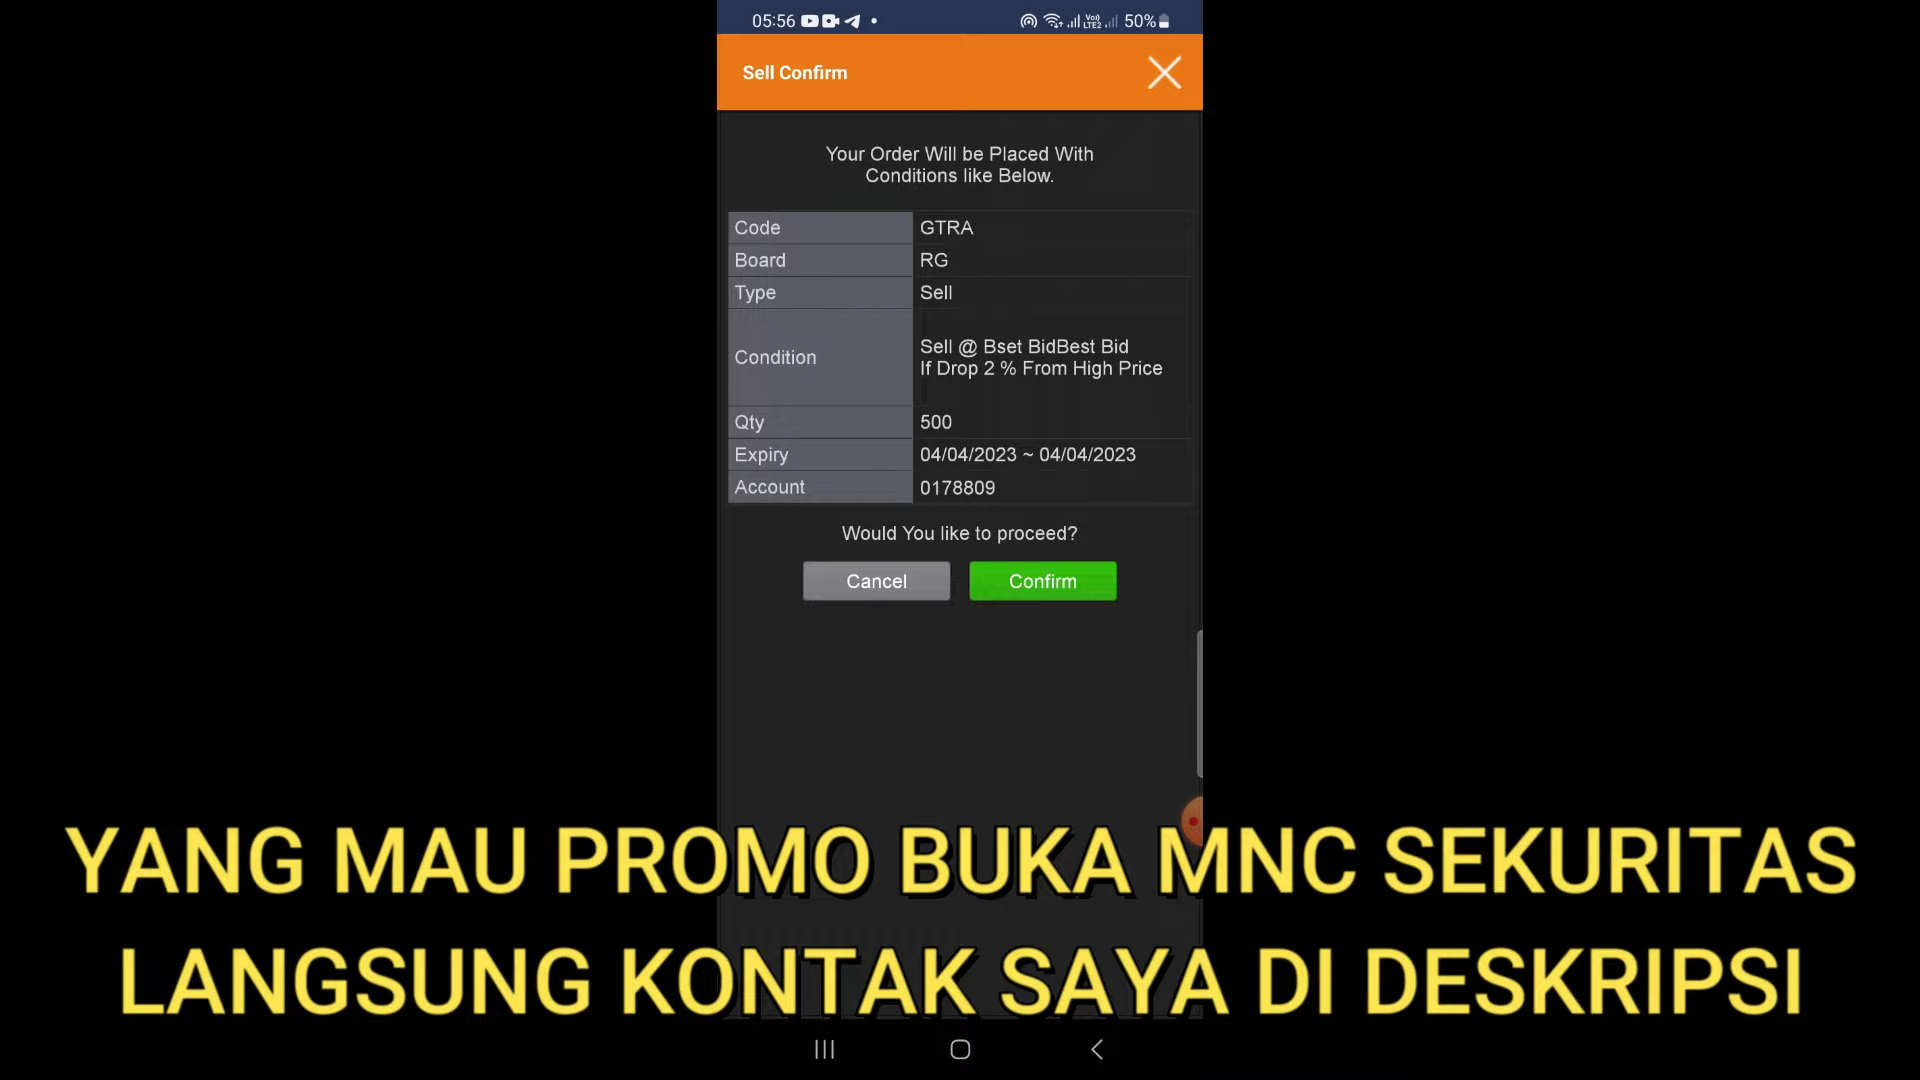 05:56 LTE2 50%
Sell Confirm
Your Order Will be Placed With
Conditions like Below.
Code GTRA
Board RG
Type Sell
Condition Sell @ Bset BidBest Bid
If Drop 2 % From High Price
Qty 500
Expiry 04/04/2023 ~ 04/04/2023
Account 0178809
Would You like to proceed?
Cancel Confirm
YANG MAU PROMO BUKA MNC SEKURITAS
LANGSUNG KONTAK SAYA DI DESKRIPSI